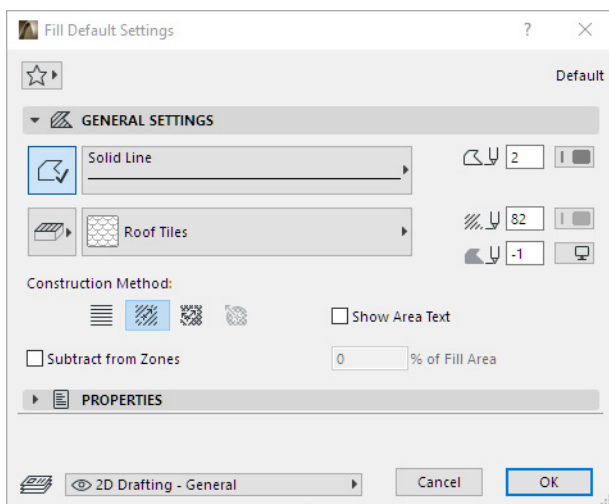 Fill Default Settings
Default
GENERAL SETTINGS
Solid Line
2
Roof Tiles
82
-1
Construction Method:
Show Area Text
Subtract from Zones
0
% of Fill Area
PROPERTIES
2D Drafting - General
Cancel
OK